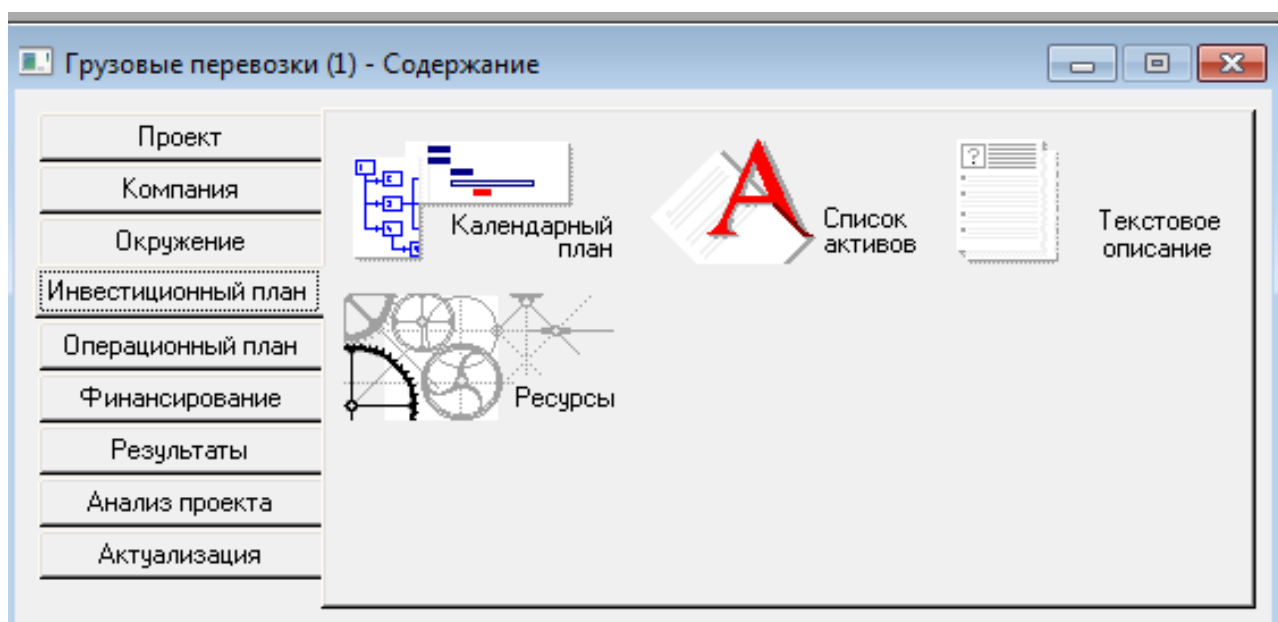 Грузовые перевозки (1) - Содержание
Проект
Компания
Окружение
Инвестиционный план
Операционный план
Финансирование
Результаты
Анализ проекта
Актуализация
Календарный
план
Список
активов
?
Текстовое
описание
Ресурсы